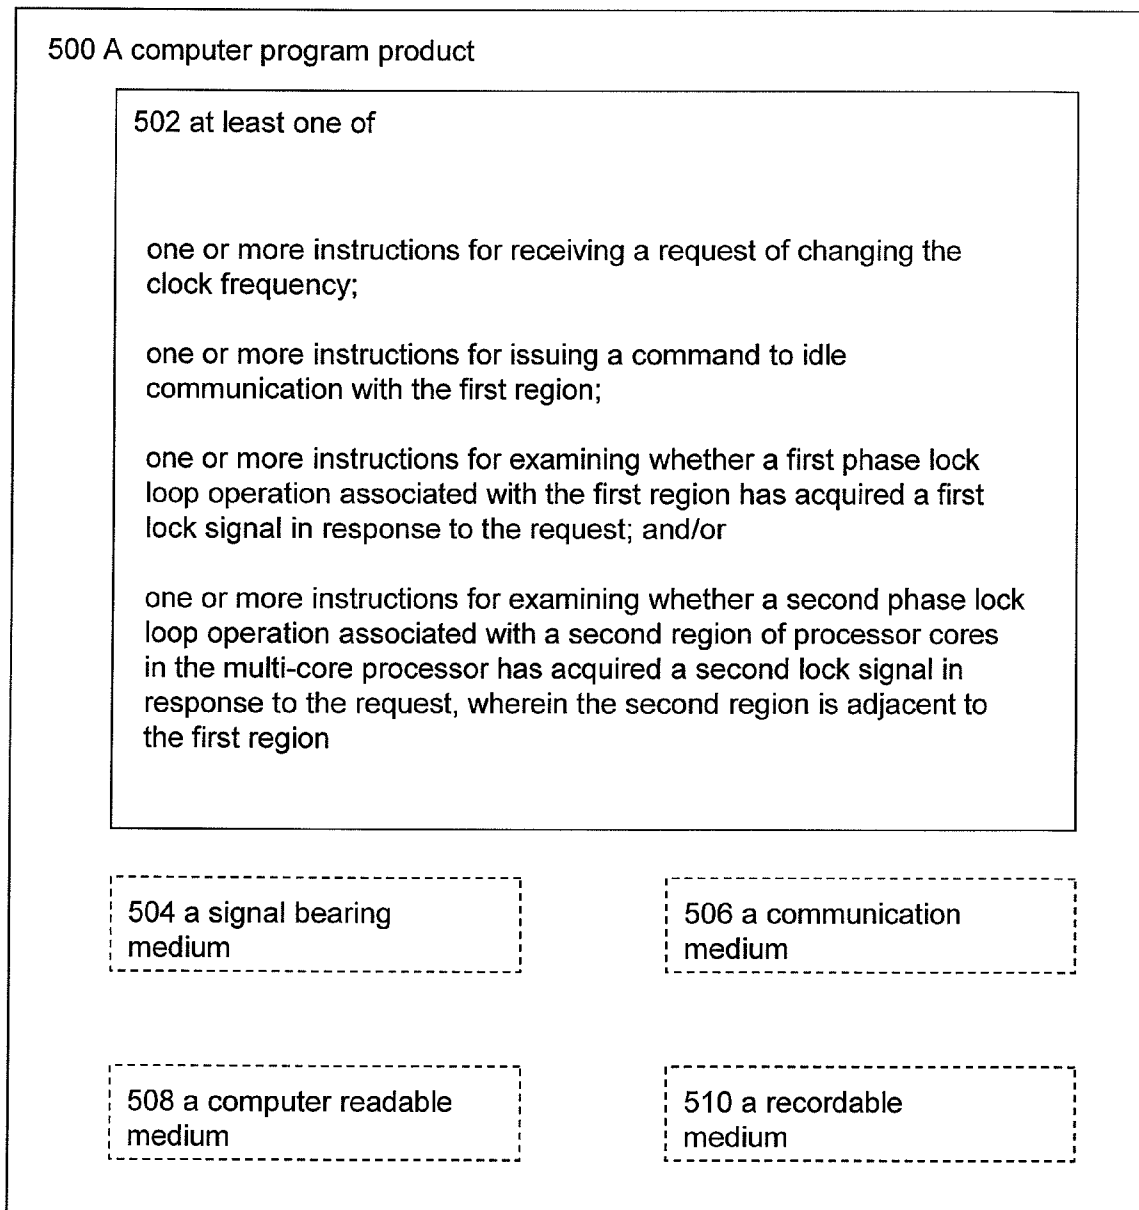 500 A computer program product
502 at least one of
one or more instructions for receiving a request of changing the
clock frequency;
one or more instructions for issuing a command to idle
communication with the first region;
one or more instructions for examining whether a first phase lock
loop operation associated with the first region has acquired a first
lock signal in response to the request; and/or
one or more instructions for examining whether a second phase lock
loop operation associated with a second region of processor cores
in the multi-core processor has acquired a second lock signal in
response to the request, wherein the second region is adjacent to
the first region
504 a signal bearing
medium
506 a communication
medium
508 a computer readable
medium
510 a recordable
medium